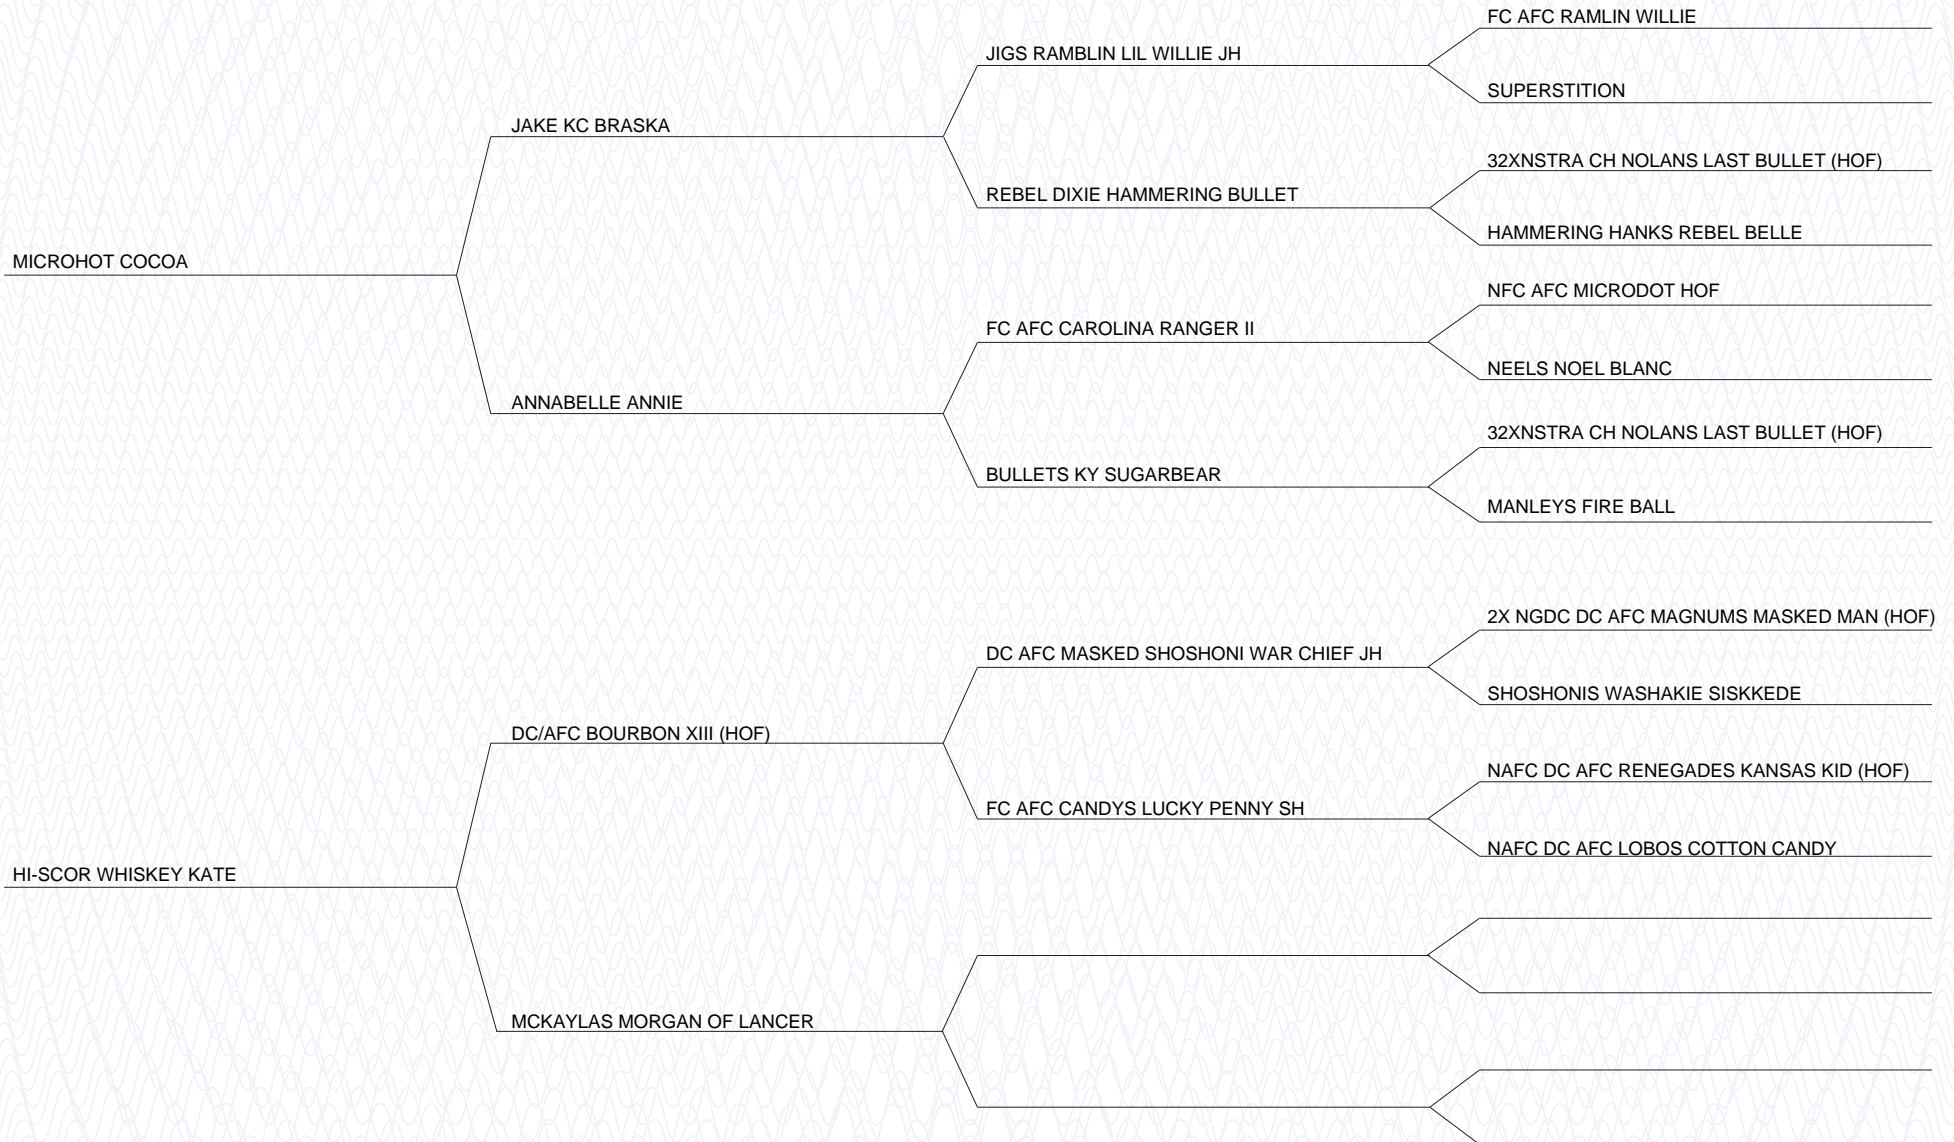 FC AFC RAMLIN WILLIE
JIGS RAMBLIN LIL WILLIE JH
SUPERSTITION
JAKE KC BRASKA
32XNSTRA CH NOLANS LAST BULLET (HOF)
REBEL DIXIE HAMMERING BULLET
HAMMERING HANKS REBEL BELLE
MICROHOT COCOA
NFC AFC MICRODOT HOF
FC AFC CAROLINA RANGER II
NEELS NOEL BLANC
ANNABELLE ANNIE
32XNSTRA CH NOLANS LAST BULLET (HOF)
BULLETS KY SUGARBEAR
MANLEYS FIRE BALL
2X NGDC DC AFC MAGNUMS MASKED MAN (HOF)
DC AFC MASKED SHOSHONI WAR CHIEF JH
SHOSHONIS WASHAKIE SISKKEDE
DC/AFC BOURBON XIII (HOF)
NAFC DC AFC RENEGADES KANSAS KID (HOF)
FC AFC CANDYS LUCKY PENNY SH
NAFC DC AFC LOBOS COTTON CANDY
HI-SCOR WHISKEY KATE
MCKAYLAS MORGAN OF LANCER